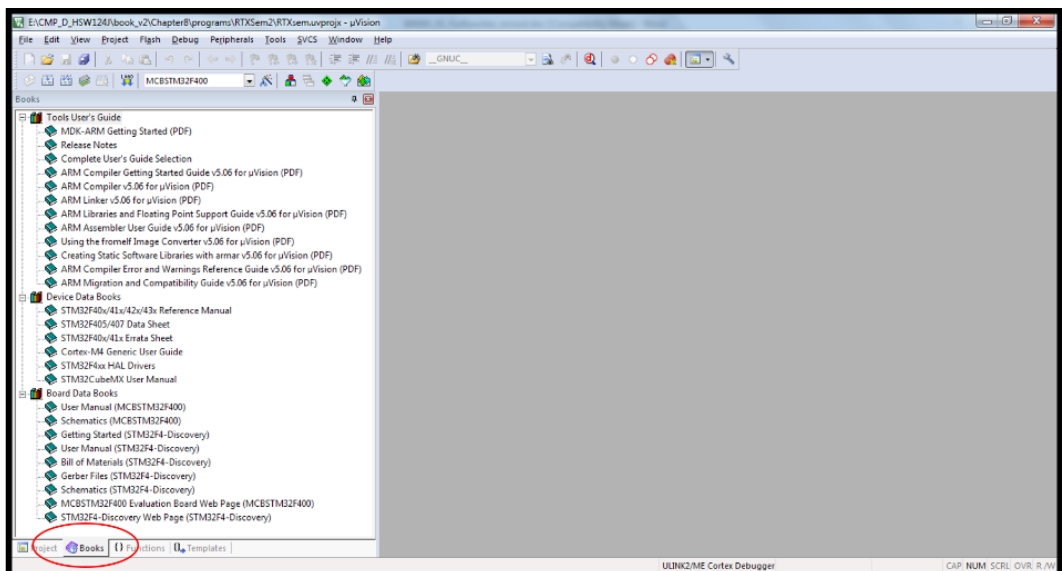 E:\CMP_D_HSW124J\book_v2\Chapter8\programs\RTXSem2\RTXsem.uvprojx - µVision
File Edit View Project Flash Debug Peripherals Tools SVCS Window Help
__GNUC__
LOAD MCBSTM32F400
Books
Tools User's Guide
MDK-ARM Getting Started (PDF)
Release Notes
Complete User's Guide Selection
ARM Compiler Getting Started Guide v5.06 for µVision (PDF)
ARM Compiler v5.06 for µVision (PDF)
ARM Linker v5.06 for µVision (PDF)
ARM Libraries and Floating Point Support Guide v5.06 for µVision (PDF)
ARM Assembler User Guide v5.06 for µVision (PDF)
Using the fromelf Image Converter v5.06 for µVision (PDF)
Creating Static Software Libraries with armar v5.06 for µVision (PDF)
ARM Compiler Error and Warnings Reference Guide v5.06 for µVision (PDF)
ARM Migration and Compatibility Guide v5.06 for µVision (PDF)
Device Data Books
STM32F40x/41x/42x/43x Reference Manual
STM32F405/407 Data Sheet
STM32F40x/41x Errata Sheet
Cortex-M4 Generic User Guide
STM32F4xx HAL Drivers
STM32CubeMX User Manual
Board Data Books
User Manual (MCBSTM32F400)
Schematics (MCBSTM32F400)
Getting Started (STM32F4-Discovery)
User Manual (STM32F4-Discovery)
Bill of Materials (STM32F4-Discovery)
Gerber Files (STM32F4-Discovery)
Schematics (STM32F4-Discovery)
MCBSTM32F400 Evaluation Board Web Page (MCBSTM32F400)
STM32F4-Discovery Web Page (STM32F4-Discovery)
Project Books {} Functions Templates
ULINK2/ME Cortex Debugger CAP NUM SCRL OVR R/W